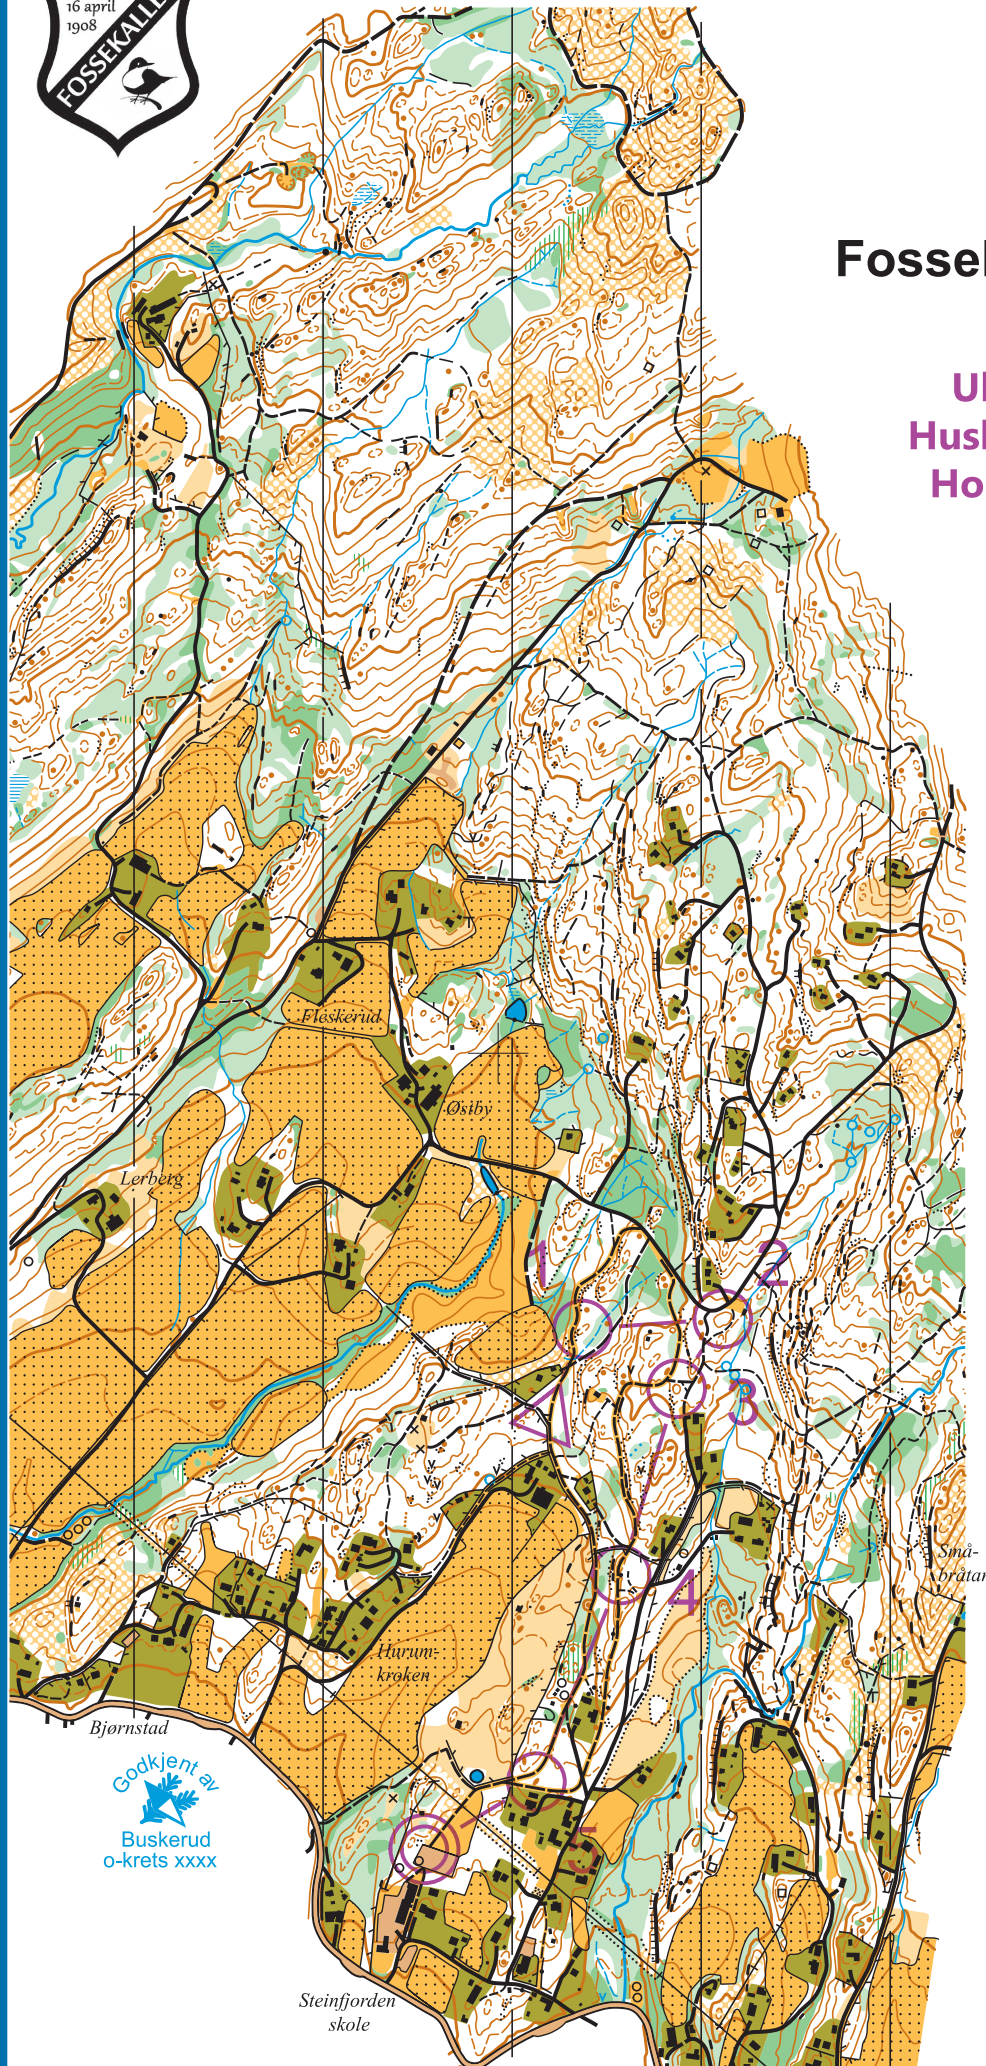 16 april
1908
FOSSEKALLE
Fossel
Ul
Husl
Ho
Fleskerud
Østby
Lerberg
1
2
3
4
5
Små-
bråtan
Hurum-
kroken
Bjørnstad
Godkjent av
Buskerud
o-krets xxxx
Steinfjorden
skole